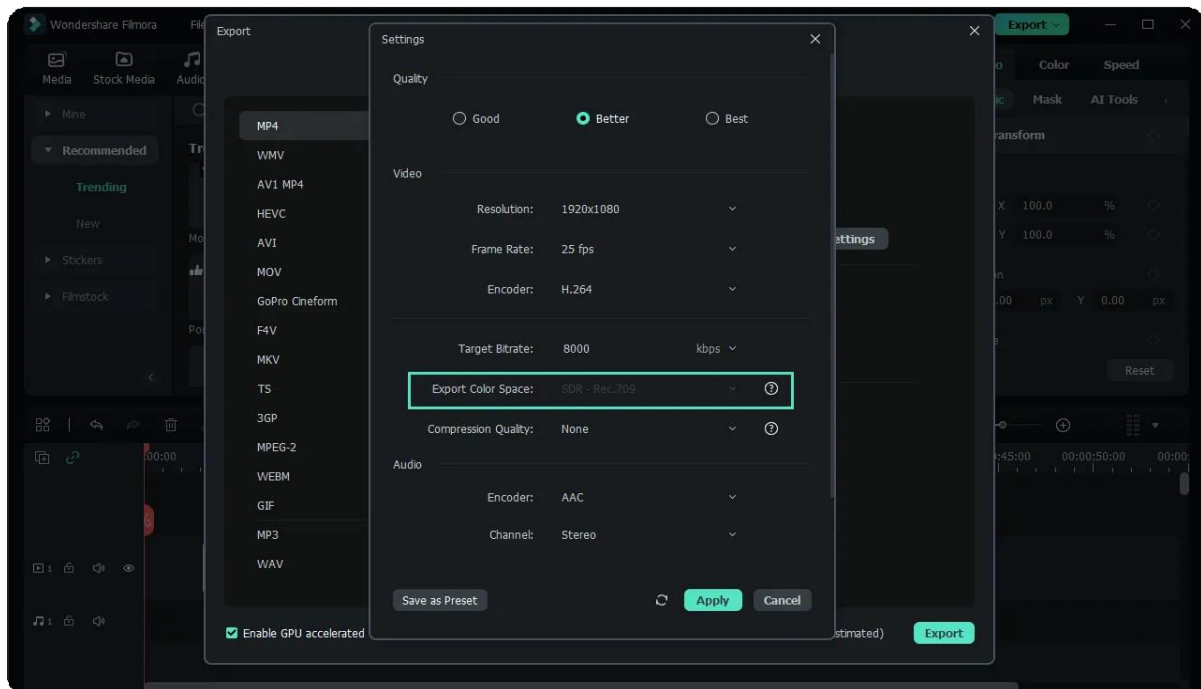 Wondershare Filmora File
Export
Export
Settings
Media Stock Media Audio
Color Speed
Mask AI Tools
Mine
Recommended
Trending
New
Stickers
Filmstock
MP4
WMV
AV1 MP4
HEVC
AVI
MOV
GoPro Cineform
F4V
MKV
TS
3GP
MPEG-2
WEBM
GIF
MP3
WAV
Quality
Good Better Best
Video
Resolution: 1920x1080
Frame Rate: 25 fps
Encoder: H.264
Target Bitrate: 8000 kbps
Export Color Space: SDR - Rec.709
Compression Quality: None
Audio
Encoder: AAC
Channel: Stereo
Save as Preset Apply Cancel
Enable GPU accelerated
Export
ettings
ransform
X 100.0 %
Y 100.0 %
.00 px Y 0.00 px
Reset
:00:00
:45:00 00:00:50:00 00:00:
1
1